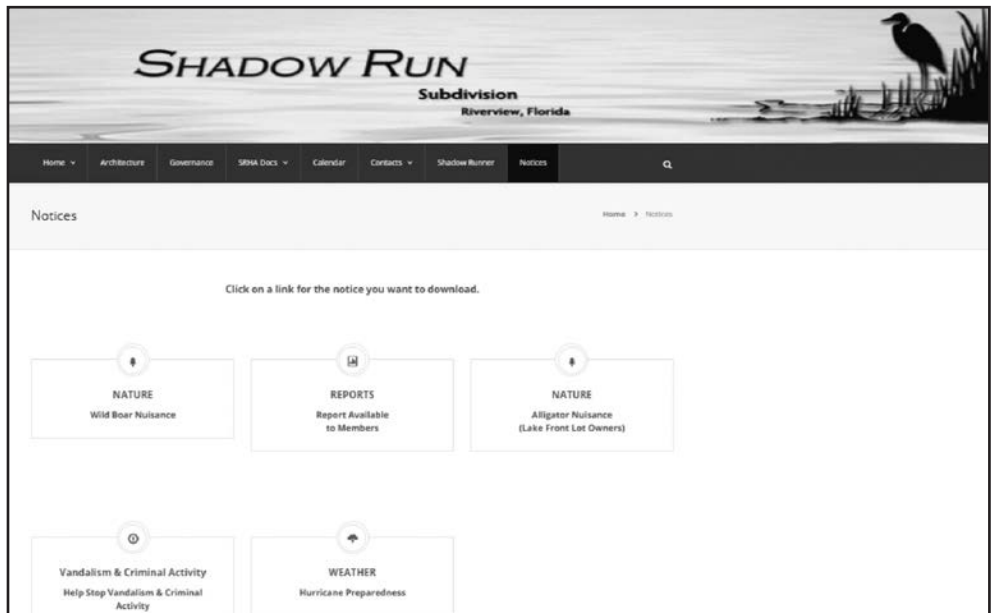 SHADOW RUN
Subdivision
Riverview, Florida
Home Architecture Governance SRHA Docs Calendar Contacts Shadow Runner Notices
Notices
Home > Notices
Click on a link for the notice you want to download.
NATURE
Wild Boar Nuisance
REPORTS
Report Available
to Members
NATURE
Alligator Nuisance
(Lake Front Lot Owners)
Vandalism & Criminal Activity
Help Stop Vandalism & Criminal
Activity
WEATHER
Hurricane Preparedness